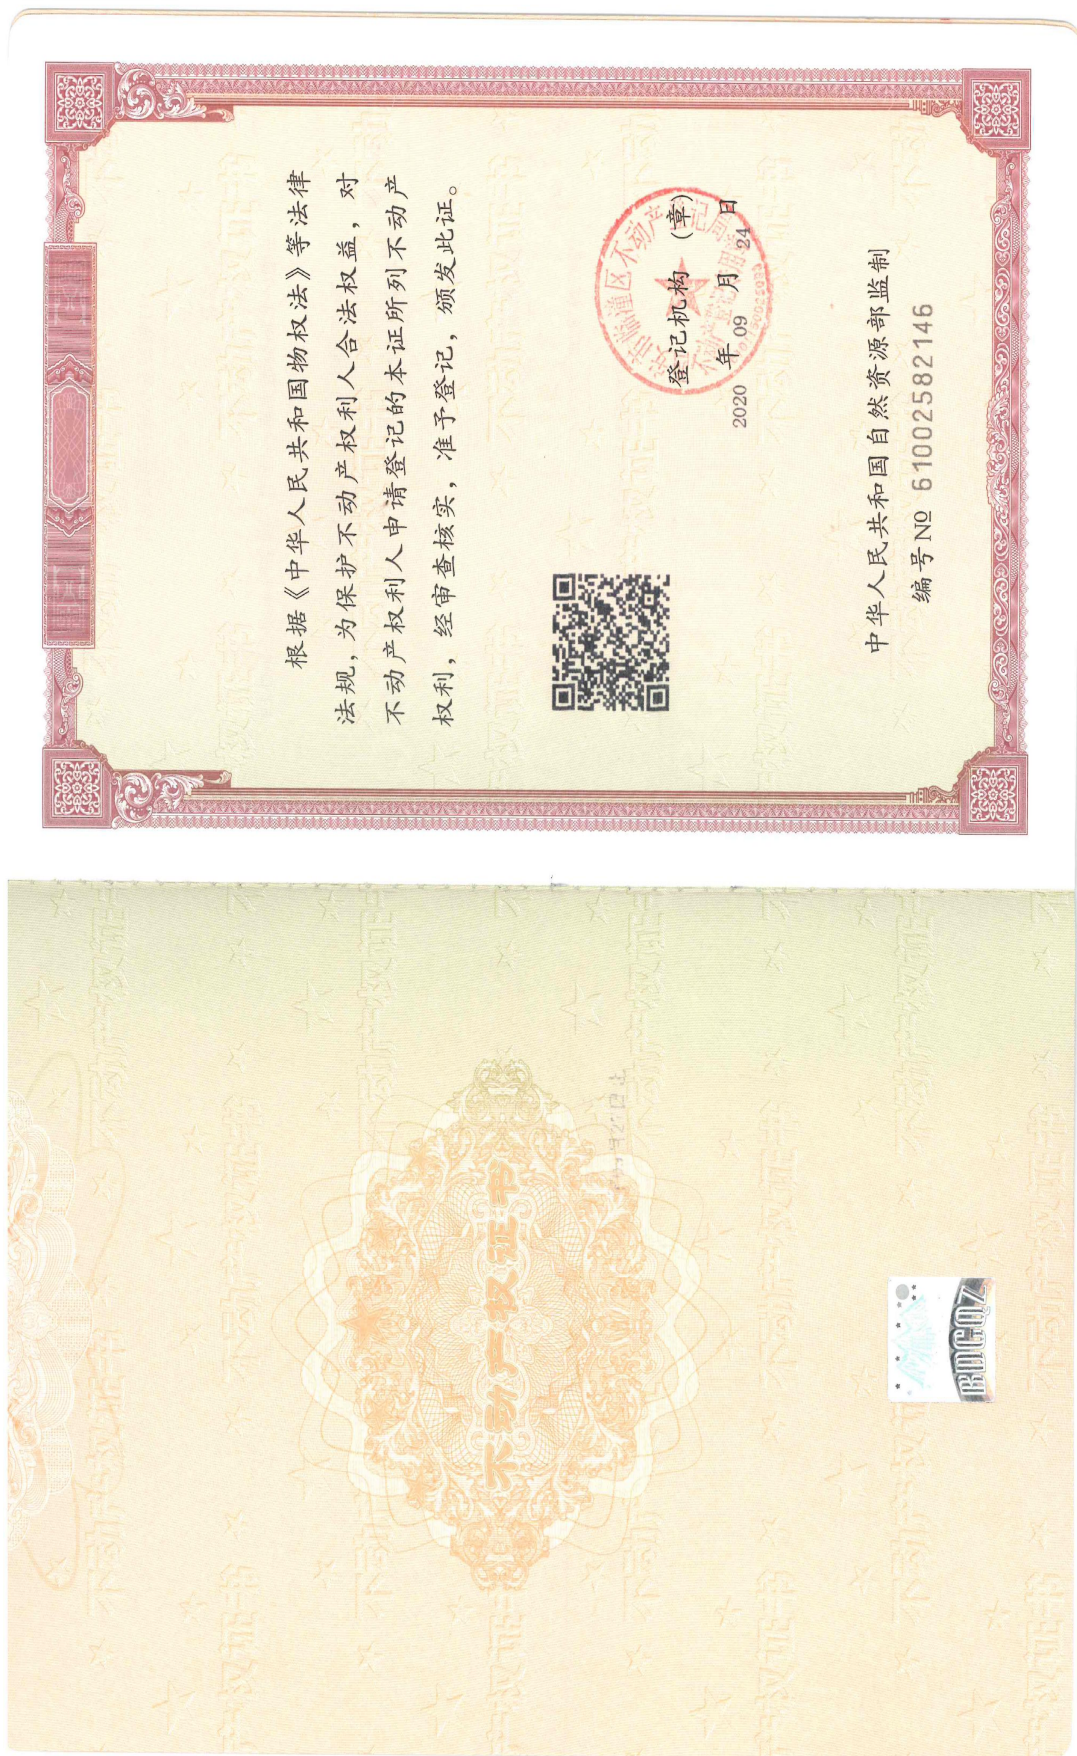 根据《中华人民共和国物权法》等法律
法规，为保护不动产权利人合法权益，对
不动产权利人申请登记的本证所列不动产
权利，经审查核实，准予登记，颁发此证。
登记机构（章）
2020 年 09 月 24 日
中华人民共和国自然资源部监制
编号№ 61002582146
不动产权证书
BDCQZ